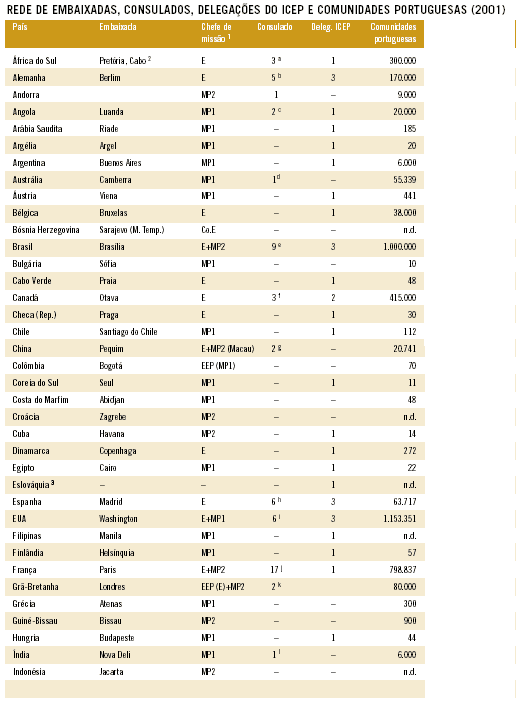 REDE DE EMBAIXADAS, CONSULADOS, DELEGAÇÕES DO ICEP E COMUNIDADES PORTUGUESAS (2001)
País Embaixada Chefe de missão 1 Consulado Deleg. ICEP Comunidades portuguesas
África do Sul Pretória, Cabo 2 E 3 a 1 300.000
Alemanha Berlim E 5 b 3 170.000
Andorra MP2 1 – 9.000
Angola Luanda MP1 2 c 1 20.000
Arábia Saudita Riade MP1 – 1 185
Argélia Argel MP1 – 1 20
Argentina Buenos Aires MP1 – 1 6.000
Austrália Camberra MP1 1 d – 55.339
Áustria Viena MP1 – 1 441
Bélgica Bruxelas E – 1 38.000
Bósnia Herzegovina Sarajevo (M. Temp.) Co.E – – n.d.
Brasil Brasília E+MP2 9 e 3 1.000.000
Bulgária Sófia MP1 – – 10
Cabo Verde Praia E – 1 48
Canadá Otava E 3 f 2 415.000
Checa (Rep.) Praga E – 1 30
Chile Santiago do Chile MP1 – 1 112
China Pequim E+MP2 (Macau) 2 g – 20.741
Colômbia Bogotá EEP (MP1) – – 70
Coreia do Sul Seul MP1 – 1 11
Costa do Marfim Abidjan MP1 – – 48
Croácia Zagrebe MP2 – – n.d.
Cuba Havana MP2 – 1 14
Dinamarca Copenhaga E – 1 272
Egipto Cairo MP1 – 1 22
Eslováquia 3 – – – 1 n.d.
Espanha Madrid E 6 h 3 63.717
EUA Washington E+MP1 6 i 3 1.153.351
Filipinas Manila MP1 – 1 n.d.
Finlândia Helsínquia MP1 – 1 57
França Paris E+MP2 17 j 1 798.837
Grã-Bretanha Londres EEP (E)+MP2 2 k 80.000
Grécia Atenas MP1 – – 300
Guiné-Bissau Bissau MP2 – – 900
Hungria Budapeste MP1 – 1 44
Índia Nova Deli MP1 1 l – 6.000
Indonésia Jacarta MP2 – – n.d.